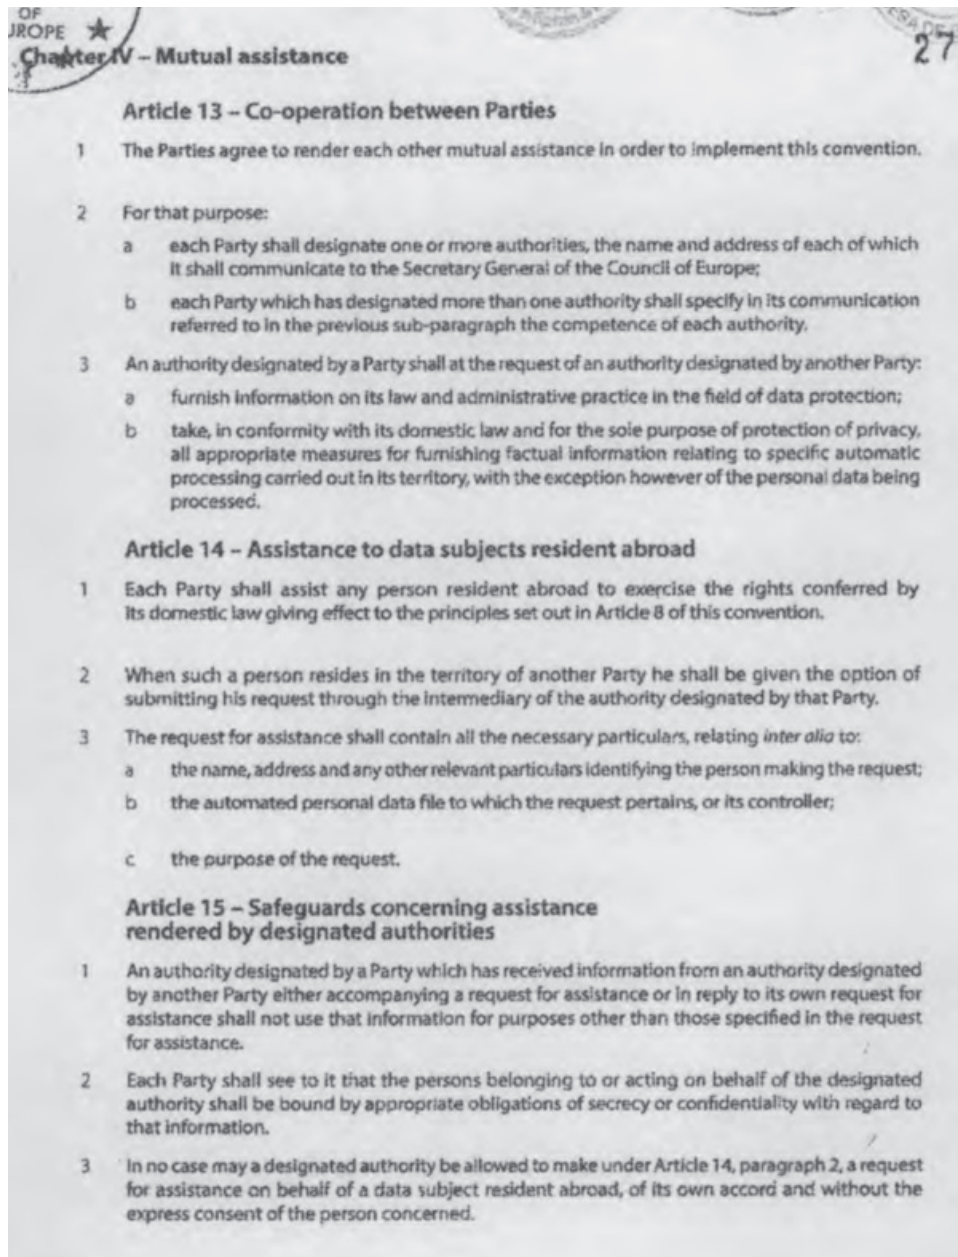 OF
UROPE
27
Chapter IV – Mutual assistance
Article 13 – Co-operation between Parties
1 The Parties agree to render each other mutual assistance in order to implement this convention.
2 For that purpose:
a each Party shall designate one or more authorities, the name and address of each of which
it shall communicate to the Secretary General of the Council of Europe;
b each Party which has designated more than one authority shall specify in its communication
referred to in the previous sub-paragraph the competence of each authority.
3 An authority designated by a Party shall at the request of an authority designated by another Party:
a furnish information on its law and administrative practice in the field of data protection;
b take, in conformity with its domestic law and for the sole purpose of protection of privacy,
all appropriate measures for furnishing factual information relating to specific automatic
processing carried out in its territory, with the exception however of the personal data being
processed.
Article 14 – Assistance to data subjects resident abroad
1 Each Party shall assist any person resident abroad to exercise the rights conferred by
its domestic law giving effect to the principles set out in Article 8 of this convention.
2 When such a person resides in the territory of another Party he shall be given the option of
submitting his request through the intermediary of the authority designated by that Party.
3 The request for assistance shall contain all the necessary particulars, relating inter alia to:
a the name, address and any other relevant particulars identifying the person making the request;
b the automated personal data file to which the request pertains, or its controller;
c the purpose of the request.
Article 15 – Safeguards concerning assistance
rendered by designated authorities
1 An authority designated by a Party which has received information from an authority designated
by another Party either accompanying a request for assistance or in reply to its own request for
assistance shall not use that information for purposes other than those specified in the request
for assistance.
2 Each Party shall see to it that the persons belonging to or acting on behalf of the designated
authority shall be bound by appropriate obligations of secrecy or confidentiality with regard to
that information.
3 In no case may a designated authority be allowed to make under Article 14, paragraph 2, a request
for assistance on behalf of a data subject resident abroad, of its own accord and without the
express consent of the person concerned.